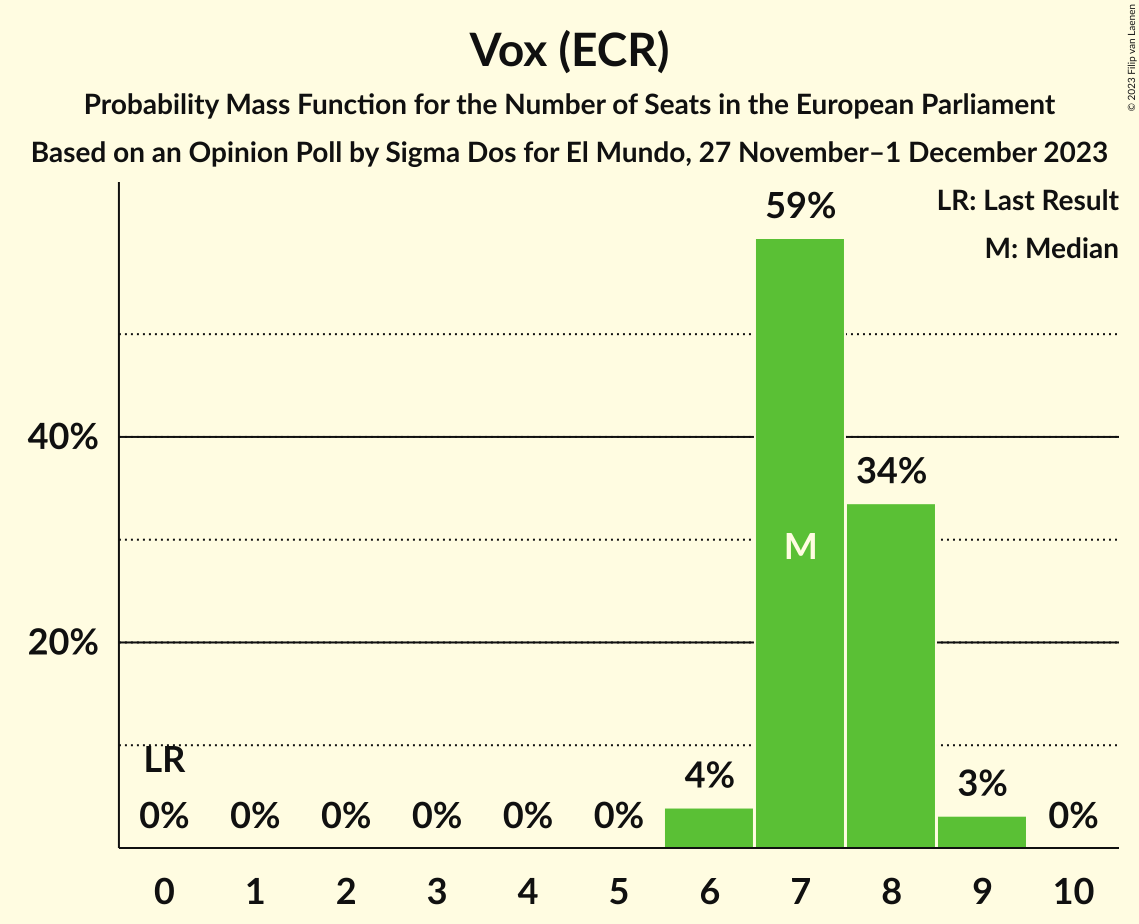 Vox (ECR)
Probability Mass Function for the Number of Seats in the European Parliament
Based on an Opinion Poll by Sigma Dos for El Mundo, 27 November–1 December 2023
© 2023 Filip van Laenen
LR: Last Result
M: Median
59%
40%
34%
M
20%
LR
4%
3%
0% 0% 0% 0% 0% 0% 0%
0 1 2 3 4 5 6 7 8 9 10